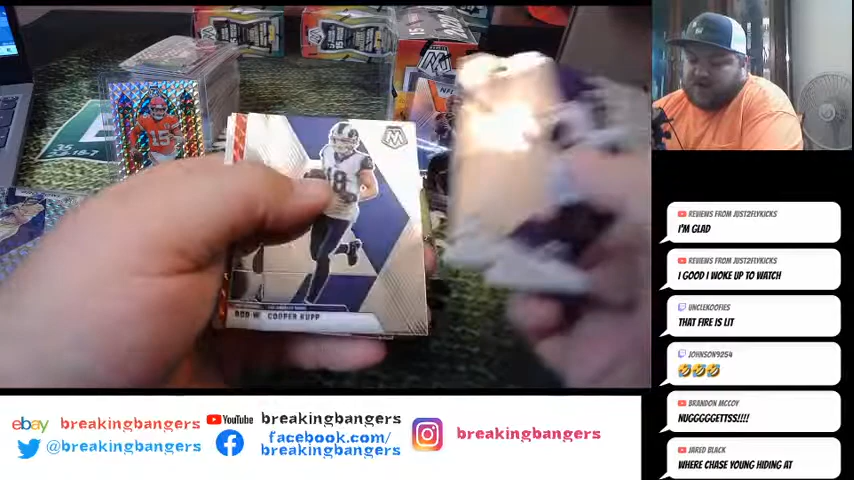 COOPER KUPP
15
18
REVIEWS FROM JUST2FLYKICKS
I'M GLAD
REVIEWS FROM JUST2FLYKICKS
I GOOD I WOKE UP TO WATCH
UNCLEKOOFIES
THAT FIRE IS LIT
JOHNSON9254
🤣🤣🤣
BRANDON MCCOY
NUGGGGGETTSS!!!!
JARED BLACK
WHERE CHASE YOUNG HIDING AT
ebay breakingbangers
YouTube breakingbangers
@breakingbangers
facebook.com/
breakingbangers
breakingbangers